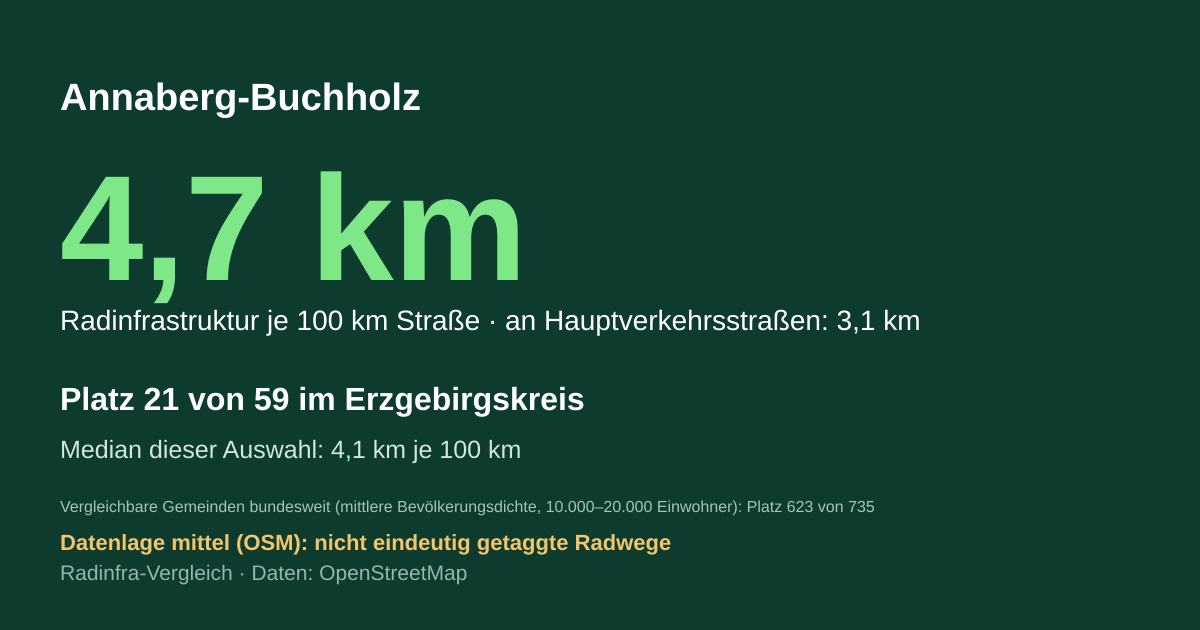 Annaberg-Buchholz
4,7 km
Radinfrastruktur je 100 km Straße · an Hauptverkehrsstraßen: 3,1 km
Platz 21 von 59 im Erzgebirgskreis
Median dieser Auswahl: 4,1 km je 100 km
Vergleichbare Gemeinden bundesweit (mittlere Bevölkerungsdichte, 10.000–20.000 Einwohner): Platz 623 von 735
Datenlage mittel (OSM): nicht eindeutig getaggte Radwege
Radinfra-Vergleich · Daten: OpenStreetMap